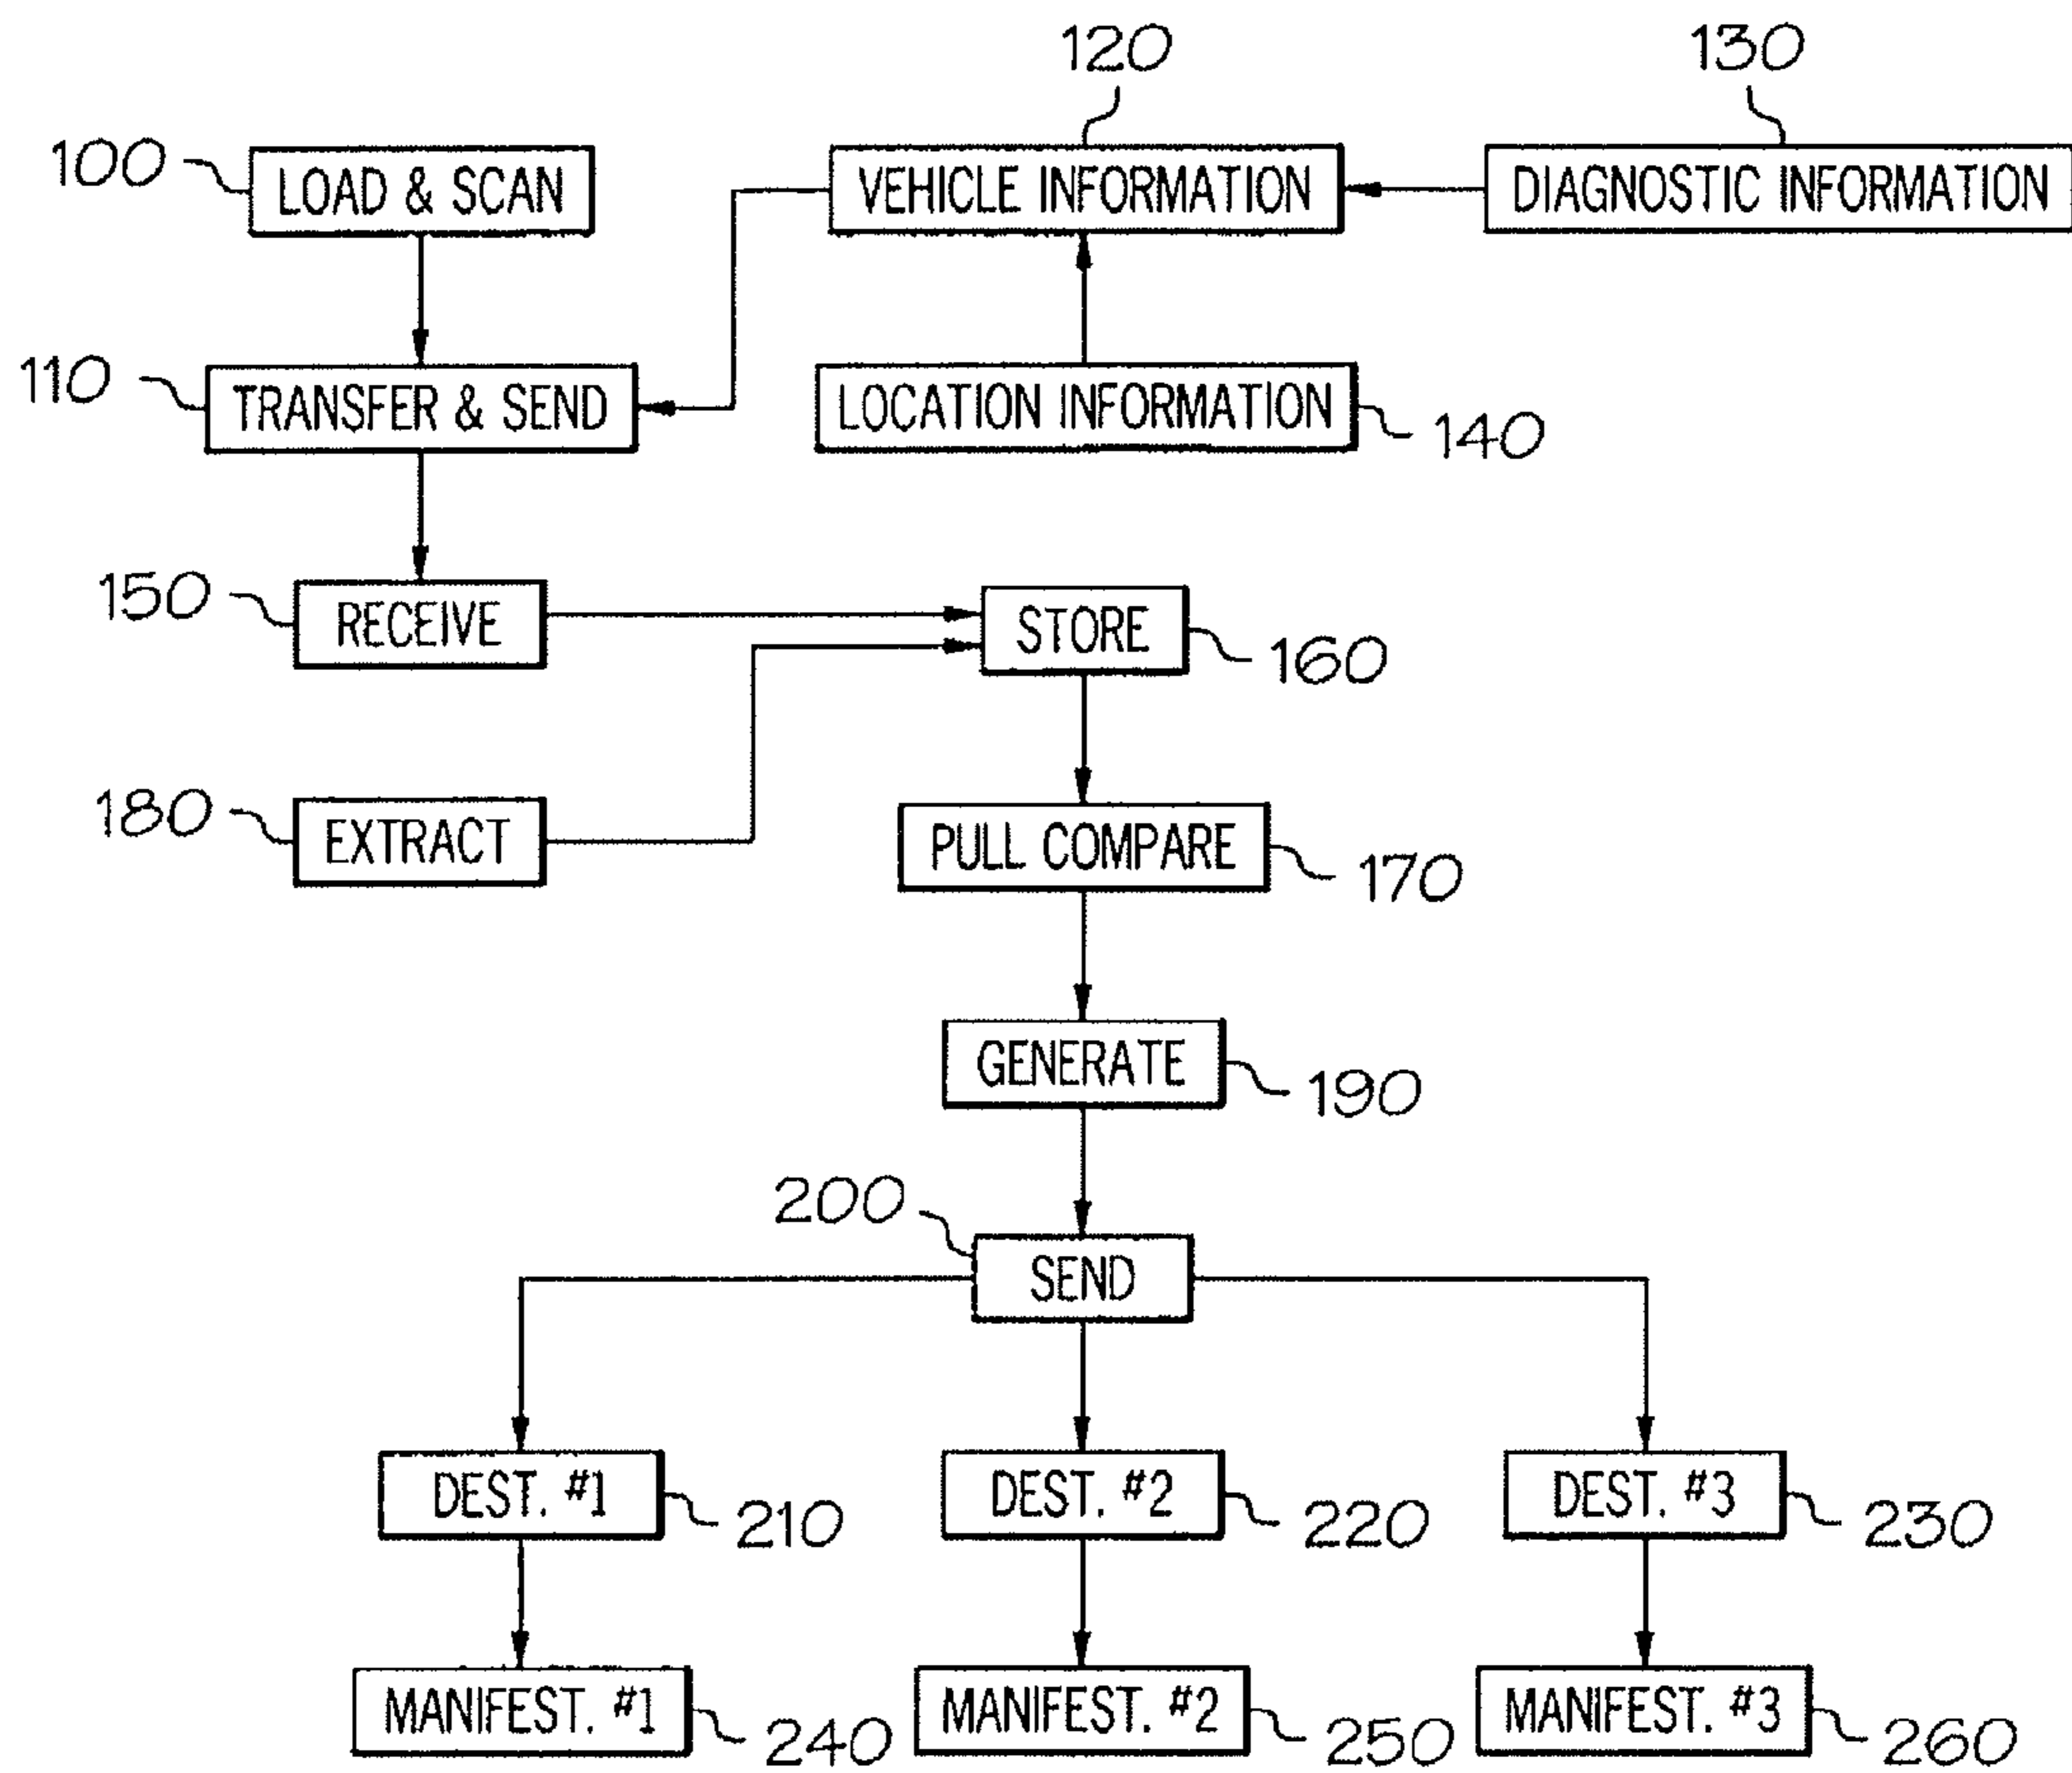 120
130
100
LOAD & SCAN
VEHICLE INFORMATION
DIAGNOSTIC INFORMATION
110
TRANSFER & SEND
LOCATION INFORMATION
140
150
RECEIVE
STORE
160
180
EXTRACT
PULL COMPARE
170
GENERATE
190
200
SEND
DEST. #1
210
DEST. #2
220
DEST. #3
230
MANIFEST. #1
240
MANIFEST. #2
250
MANIFEST. #3
260